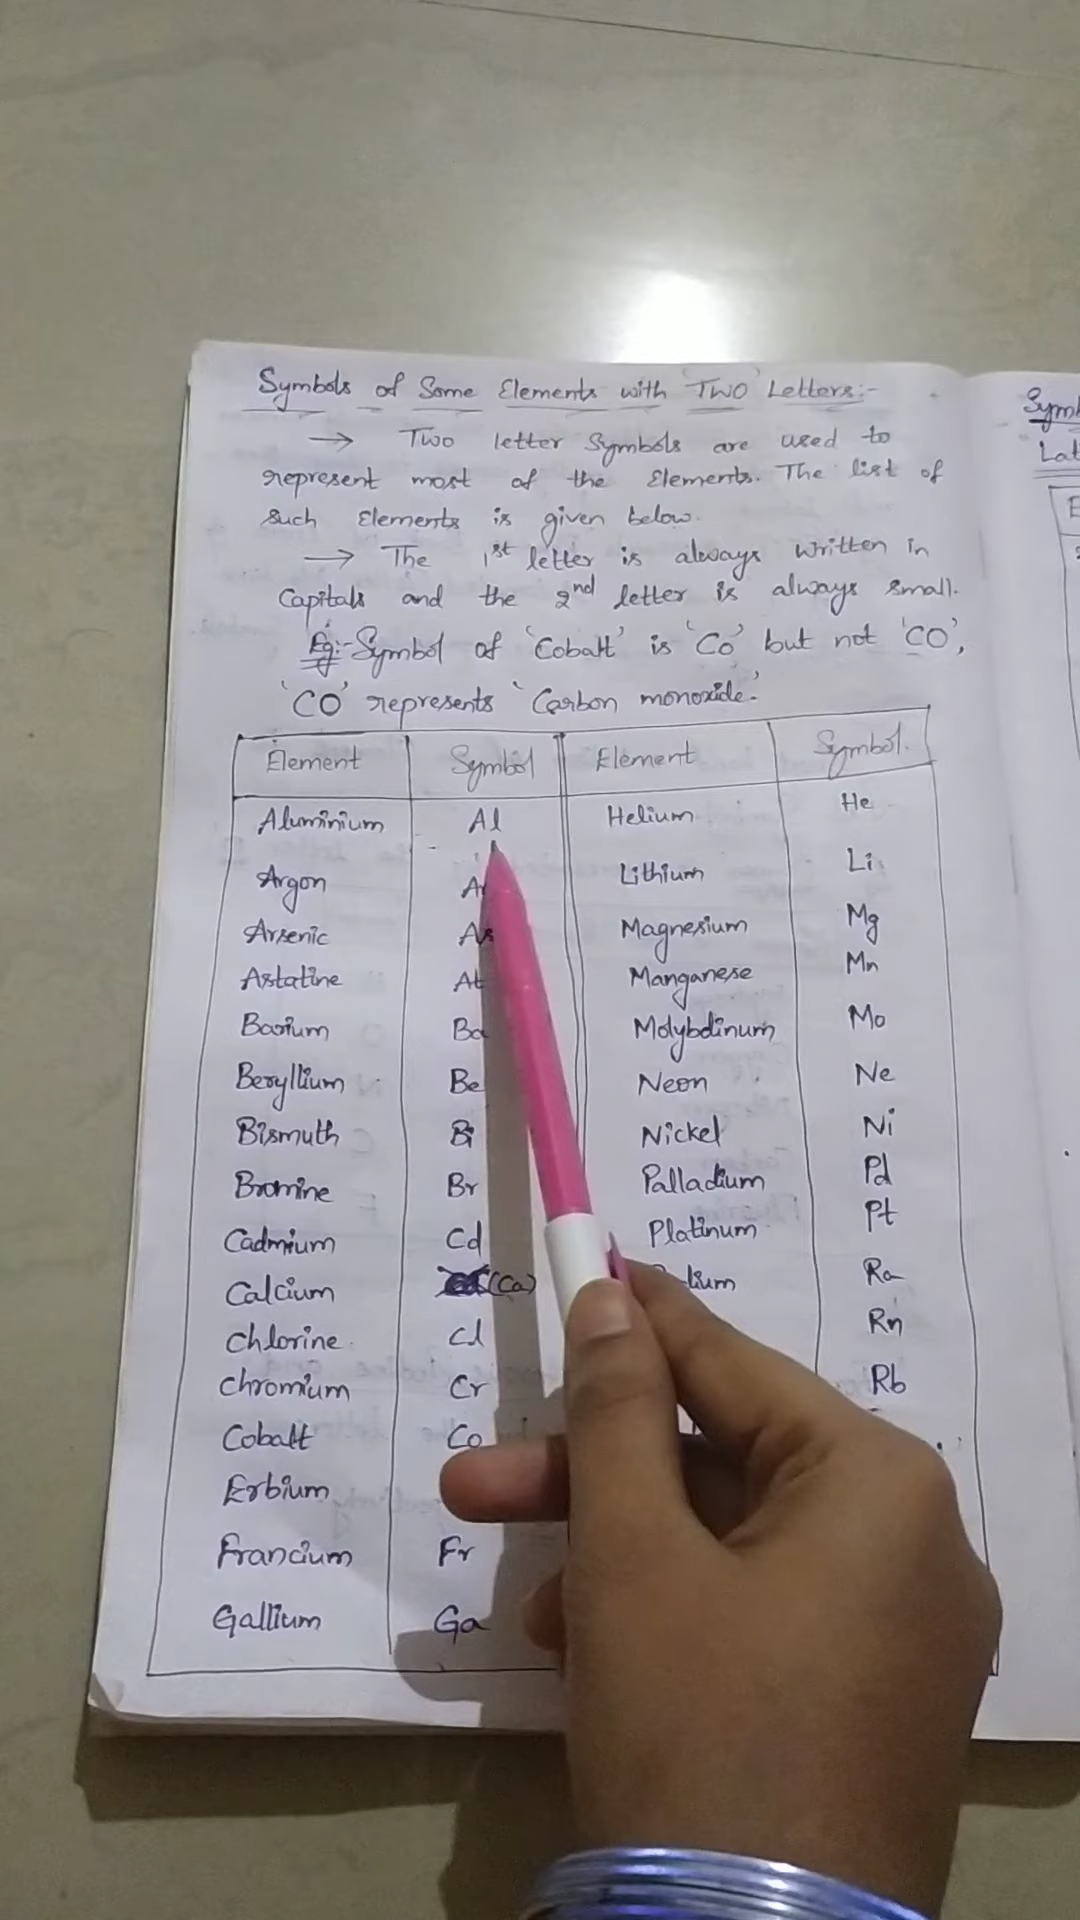 Symbols of Some Elements with 'TWO' Letters:-
→ Two letter Symbols are used to
represent most of the Elements. The list of
such Elements is given below.
→ The 1st letter is always written in
Capitals and the 2nd letter is always small.
Eg:- Symbol of 'Cobalt' is 'Co' but not 'CO',
'CO' represents 'Carbon monoxide.'
Element Symbol Element Symbol.
Aluminium Al Helium He
Argon Lithium Li
Arsenic As Magnesium Mg
Astatine At Manganese Mn
Barium Ba Molybdinum Mo
Beryllium Be Neon Ne
Bismuth Bi Nickel Ni
Bromine Br Palladium Pd
Cadmium Cd Platinum Pt
Calcium (Ca) Ra
Chlorine Cl Rn
Chromium Cr Rb
Cobalt Co
Erbium
Francium Fr
Gallium Ga